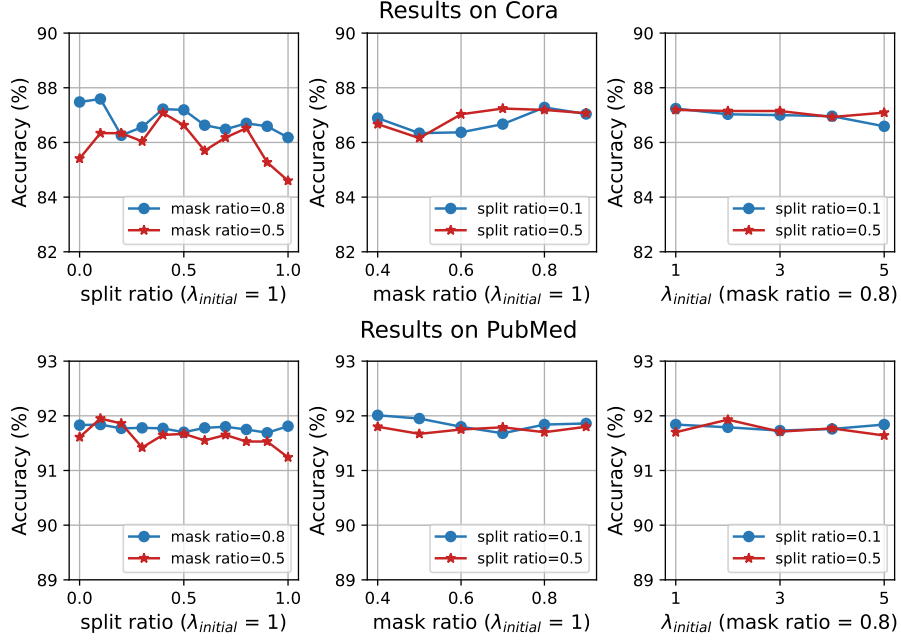 Results on Cora
90
88
86
84
82
Accuracy (%)
mask ratio=0.8
mask ratio=0.5
0.0 0.5 1.0
split ratio (λinitial = 1)
90
88
86
84
82
Accuracy (%)
split ratio=0.1
split ratio=0.5
0.4 0.6 0.8
mask ratio (λinitial = 1)
90
88
86
84
82
Accuracy (%)
split ratio=0.1
split ratio=0.5
1 3 5
λinitial (mask ratio = 0.8)
Results on PubMed
93
92
91
90
89
Accuracy (%)
mask ratio=0.8
mask ratio=0.5
0.0 0.5 1.0
split ratio (λinitial = 1)
93
92
91
90
89
Accuracy (%)
split ratio=0.1
split ratio=0.5
0.4 0.6 0.8
mask ratio (λinitial = 1)
93
92
91
90
89
Accuracy (%)
split ratio=0.1
split ratio=0.5
1 3 5
λinitial (mask ratio = 0.8)